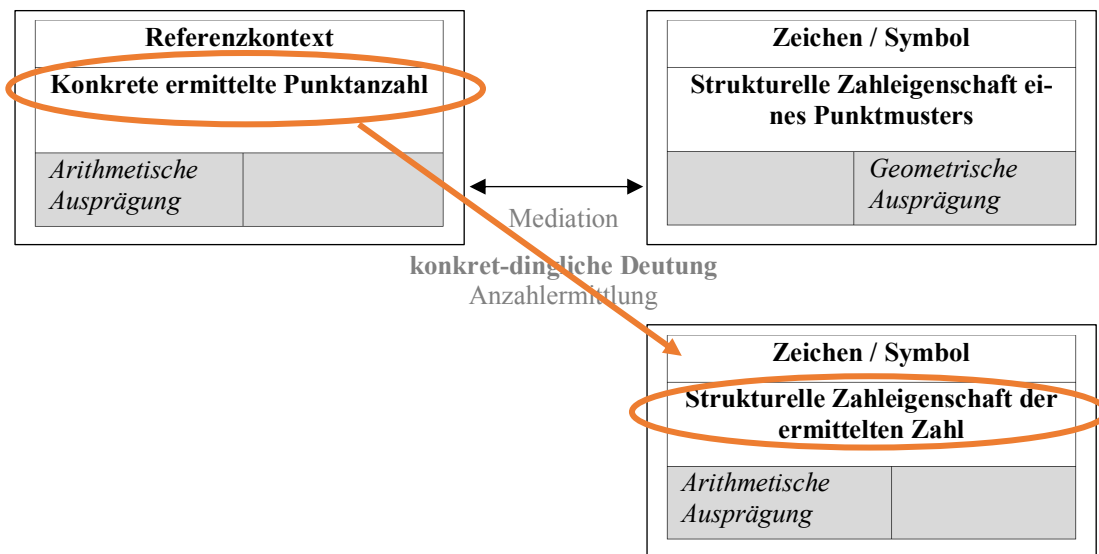 Referenzkontext
Konkrete ermittelte Punktanzahl
Arithmetische
Ausprägung
Zeichen / Symbol
Strukturelle Zahleigenschaft ei-
nes Punktmusters
Geometrische
Ausprägung
Mediation
konkret-dingliche Deutung
Anzahlermittlung
Zeichen / Symbol
Strukturelle Zahleigenschaft der
ermittelten Zahl
Arithmetische
Ausprägung